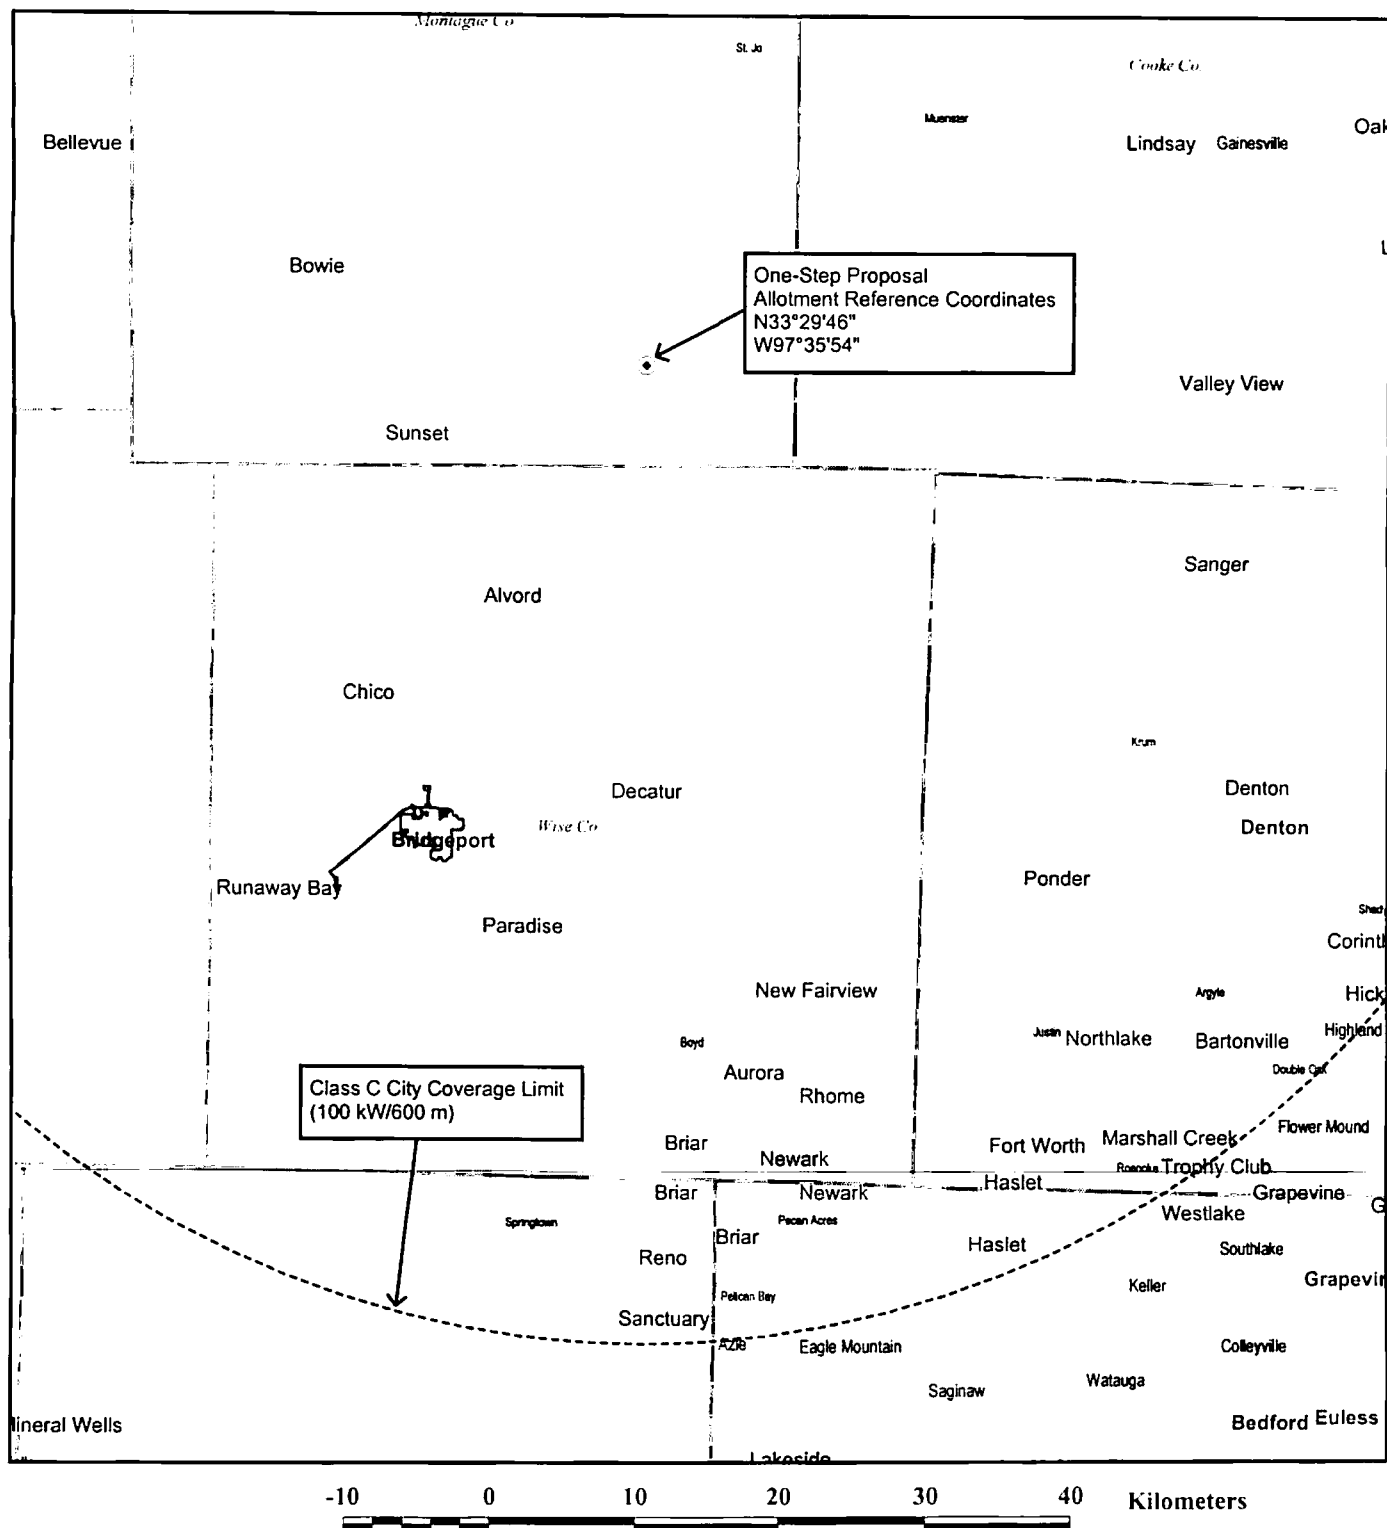 Montague Co
St. Jo
Cooke Co.
Muenster
Bellevue
Lindsay
Gainesville
Oak
Bowie
L
One-Step Proposal
Allotment Reference Coordinates
N33°29'46"
W97°35'54"
Valley View
Sunset
Sanger
Alvord
Chico
Krum
Decatur
Denton
Wise Co
Denton
Bridgeport
Ponder
Runaway Bay
Shad
Paradise
Corinth
New Fairview
Argyle
Hick
Boyd
Justin
Northlake
Bartonville
Highland
Aurora
Double Oak
Class C City Coverage Limit
(100 kW/600 m)
Rhome
Briar
Newark
Fort Worth
Marshall Creek
Flower Mound
Roanoke
Trophy Club
Haslet
Briar
Newark
Grapevine
G
Springtown
Pecan Acres
Westlake
Briar
Haslet
Southlake
Reno
Keller
Grapevin
Pelican Bay
Sanctuary
Azle
Eagle Mountain
Colleyville
Saginaw
Watauga
Mineral Wells
Bedford
Euless
Lakeside
-10 0 10 20 30 40 Kilometers